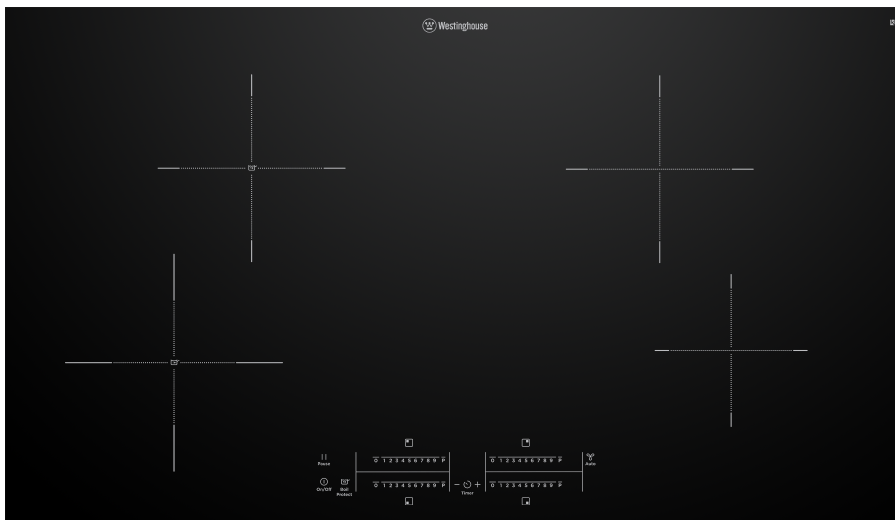 Westinghouse
Pause
0 1 2 3 4 5 6 7 8 9 P
0 1 2 3 4 5 6 7 8 9 P
Auto
On/Off
Boil
Protect
0 1 2 3 4 5 6 7 8 9 P
− Timer +
0 1 2 3 4 5 6 7 8 9 P